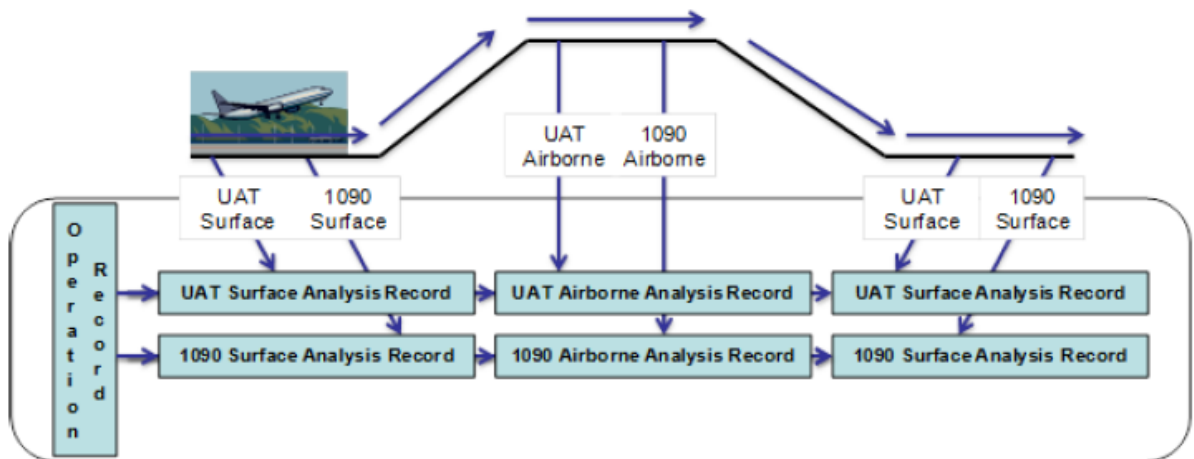 UAT
Airborne
1090
Airborne
UAT
Surface
1090
Surface
UAT
Surface
1090
Surface
Operation
Record
UAT Surface Analysis Record
UAT Airborne Analysis Record
UAT Surface Analysis Record
1090 Surface Analysis Record
1090 Airborne Analysis Record
1090 Surface Analysis Record